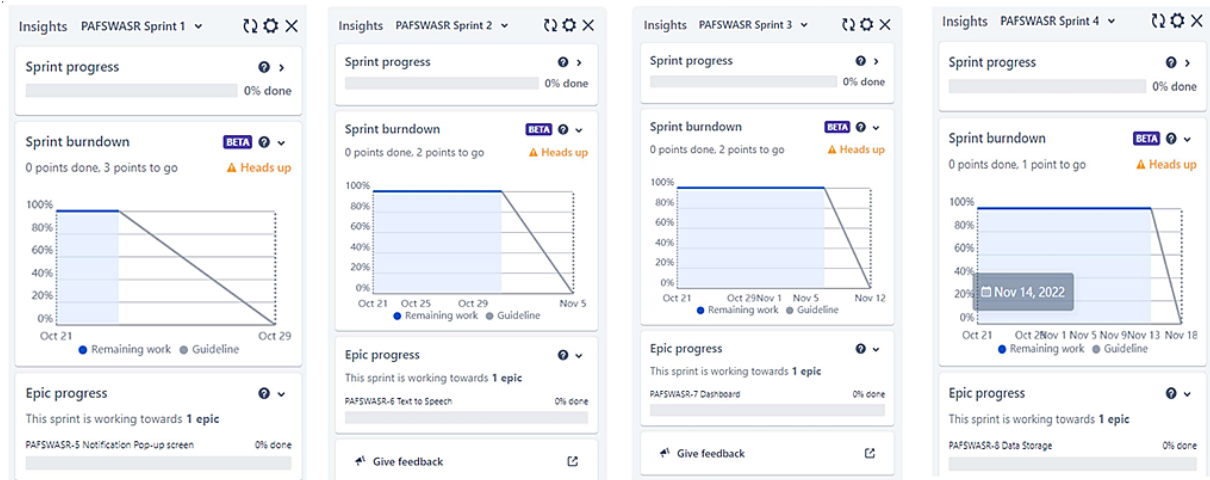 Insights PAFSWASR Sprint 1
Sprint progress
0% done
Sprint burndown BETA
0 points done, 3 points to go Heads up
100%
80%
60%
40%
20%
0%
Oct 21 Oct 29
Remaining work Guideline
Epic progress
This sprint is working towards 1 epic
PAFSWASR-5 Notification Pop-up screen 0% done
Insights PAFSWASR Sprint 2
Sprint progress
0% done
Sprint burndown BETA
0 points done, 2 points to go Heads up
100%
80%
60%
40%
20%
0%
Oct 21 Oct 25 Oct 29 Nov 5
Remaining work Guideline
Epic progress
This sprint is working towards 1 epic
PAFSWASR-6 Text to Speech 0% done
Give feedback
Insights PAFSWASR Sprint 3
Sprint progress
0% done
Sprint burndown BETA
0 points done, 2 points to go Heads up
100%
80%
60%
40%
20%
0%
Oct 21 Oct 29 Nov 1 Nov 5 Nov 12
Remaining work Guideline
Epic progress
This sprint is working towards 1 epic
PAFSWASR-7 Dashboard 0% done
Give feedback
Insights PAFSWASR Sprint 4
Sprint progress
0% done
Sprint burndown BETA
0 points done, 1 point to go Heads up
100%
80%
60%
40%
20%
Nov 14, 2022
0%
Oct 21 Oct Nov 1 Nov 5 Nov 9 Nov 13 Nov 18
Remaining work Guideline
Epic progress
This sprint is working towards 1 epic
PAFSWASR-8 Data Storage 0% done